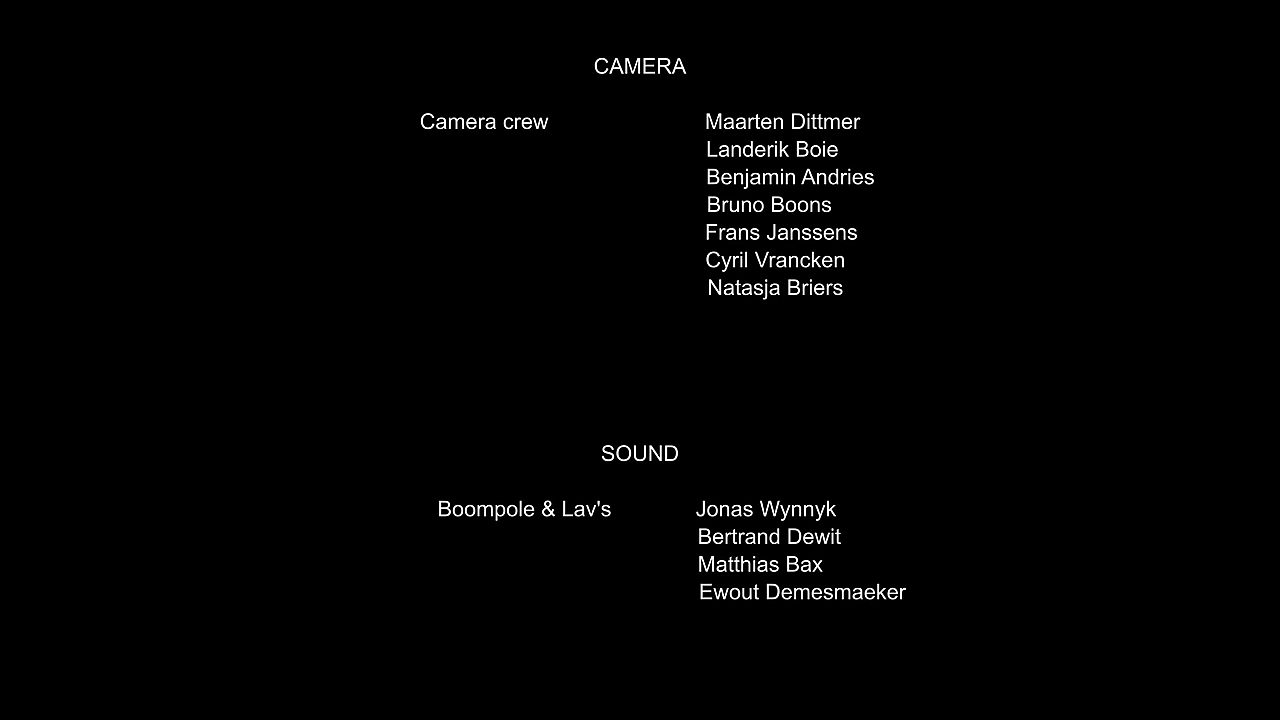 CAMERA
Camera crew Maarten Dittmer
Landerik Boie
Benjamin Andries
Bruno Boons
Frans Janssens
Cyril Vrancken
Natasja Briers
SOUND
Boompole & Lav's Jonas Wynnyk
Bertrand Dewit
Matthias Bax
Ewout Demesmaeker